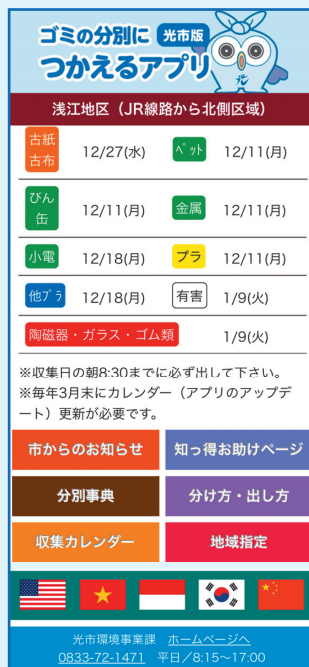 ゴミの分別に 光市版
つかえるアプリ
浅江地区（JR線路から北側区域）
古紙
古布 12/27(水) ﾍﾟｯﾄ 12/11(月)
びん
缶 12/11(月) 金属 12/11(月)
小電 12/18(月) プラ 12/11(月)
他ﾌﾟﾗ 12/18(月) 有害 1/9(火)
陶磁器・ガラス・ゴム類 1/9(火)
※収集日の朝8:30までに必ず出して下さい。
※毎年3月末にカレンダー（アプリのアップデ
ート）更新が必要です。
市からのお知らせ 知っ得お助けページ
分別事典 分け方・出し方
収集カレンダー 地域指定
光市環境事業課 ホームページへ
0833-72-1471 平日／8:15〜17:00